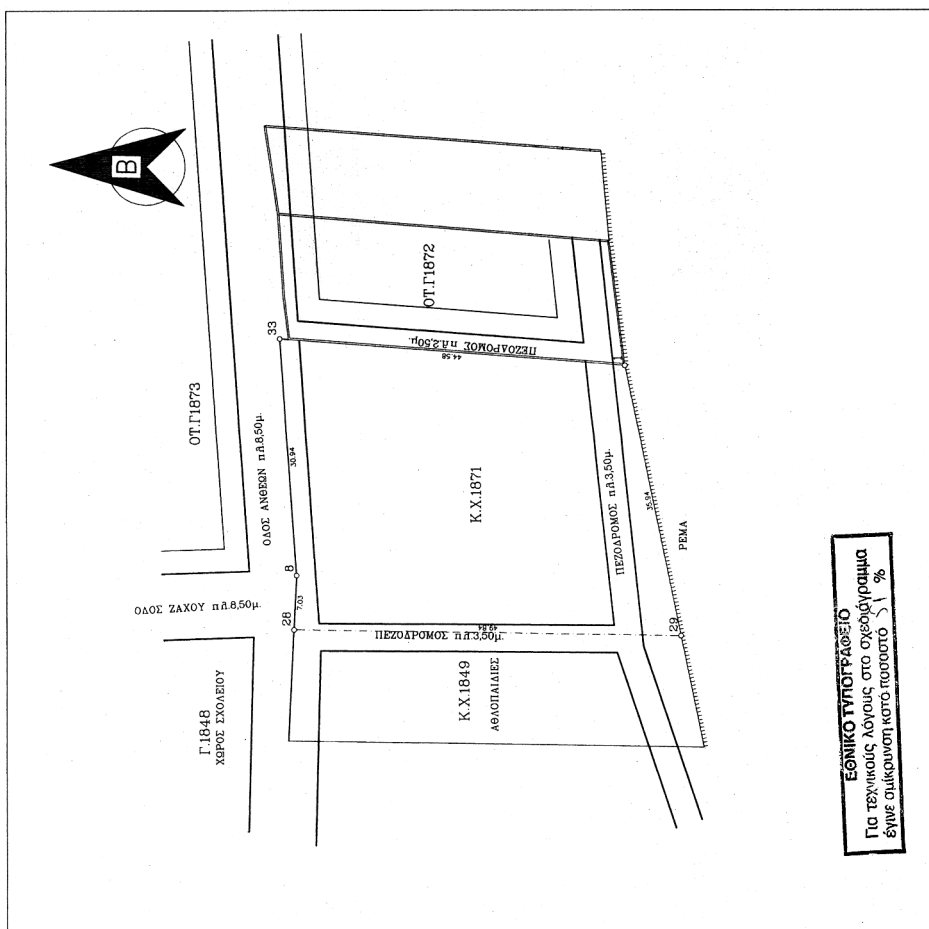 B
ΟΤ.Γ1873
33
ΟΤ.Γ1872
ΟΔΟΣ ΑΝΘΕΩΝ πλ.8,50μ.
30.94
ΠΕΖΟΔΡΟΜΟΣ πλ.2,50μ.
44.58
Κ.Χ.1871
ΟΔΟΣ ΖΑΧΟΥ πλ.8,50μ.
28
7.03
8
ΠΕΖΟΔΡΟΜΟΣ πλ.3,50μ.
49.84
ΠΕΖΟΔΡΟΜΟΣ πλ.3,50μ.
35.94
ΡΕΜΑ
29
Γ.1848
ΧΩΡΟΣ ΣΧΟΛΕΙΟΥ
Κ.Χ.1849
ΑΘΛΟΠΑΙΔΙΕΣ
ΕΘΝΙΚΟ ΤΥΠΟΓΡΑΦΕΙΟ
Για τεχνικούς λόγους στο σχεδιάγραμμα
έγινε σμίκρυνση κατά ποσοστό %